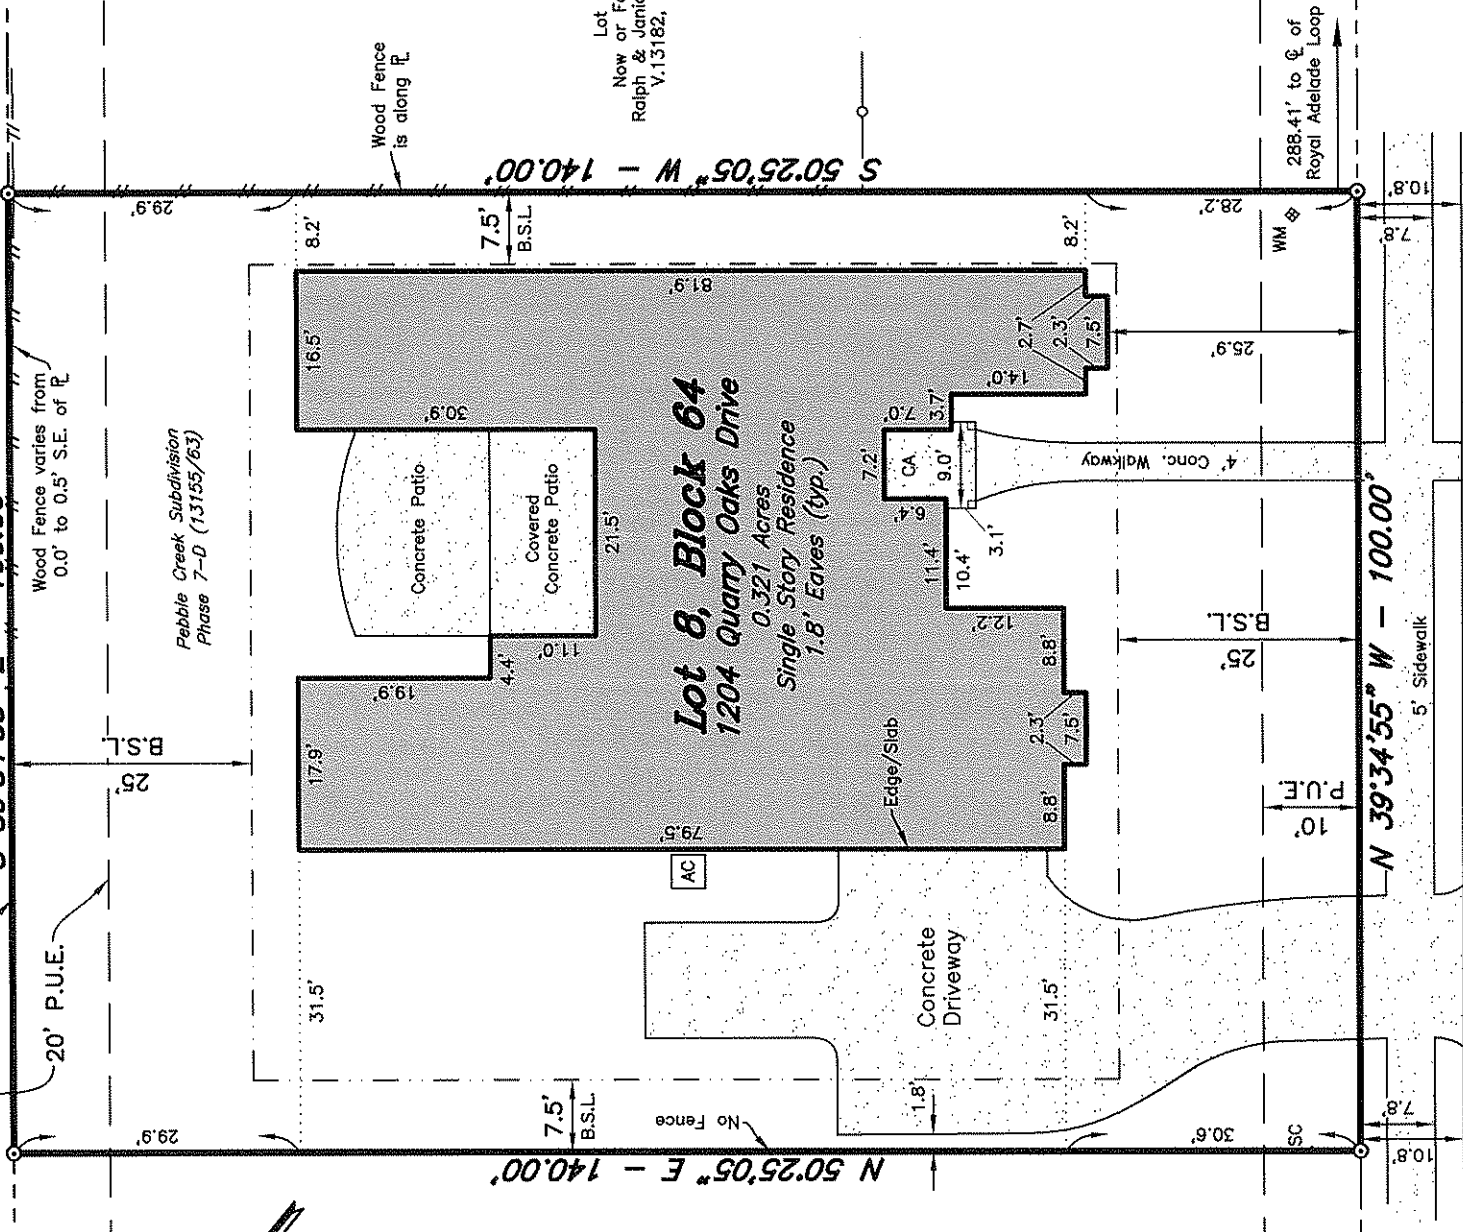 Lot
Now or Fo
Ralph & Janic
V.13182,
Wood Fence
is along PL
288.41' to CL of
Royal Adelade Loop
S 50°25'05" W - 140.00'
29.9'
8.2'
7.5'
B.S.L.
8.2'
28.2'
WM
10.8'
7.8'
Wood Fence varies from
0.0' to 0.5' S.E. of PL
Pebble Creek Subdivision
Phase 7-D (13155/63)
16.5'
81.9'
2.7'
2.3'
7.5'
25.9'
30.9'
14.0'
3.7'
7.0'
Concrete Patio
Covered
Concrete Patio
21.5'
7.2'
CA
9.0'
4' Conc. Walkway
6.4'
3.1'
11.4'
10.4'
Lot 8, Block 64
1204 Quarry Oaks Drive
0.321 Acres
Single Story Residence
1.8' Eaves (typ.)
11.0'
4.4'
19.9'
12.2'
8.8'
25'
B.S.L.
25'
B.S.L.
17.9'
79.5'
Edge/Slab
2.3'
7.5'
8.8'
10'
P.U.E.
N 39°34'55" W - 100.00'
5' Sidewalk
AC
20' P.U.E.
31.5'
31.5'
Concrete
Driveway
7.5'
B.S.L.
No Fence
1.8'
29.9'
30.6'
SC
7.8'
10.8'
N 50°25'05" E - 140.00'